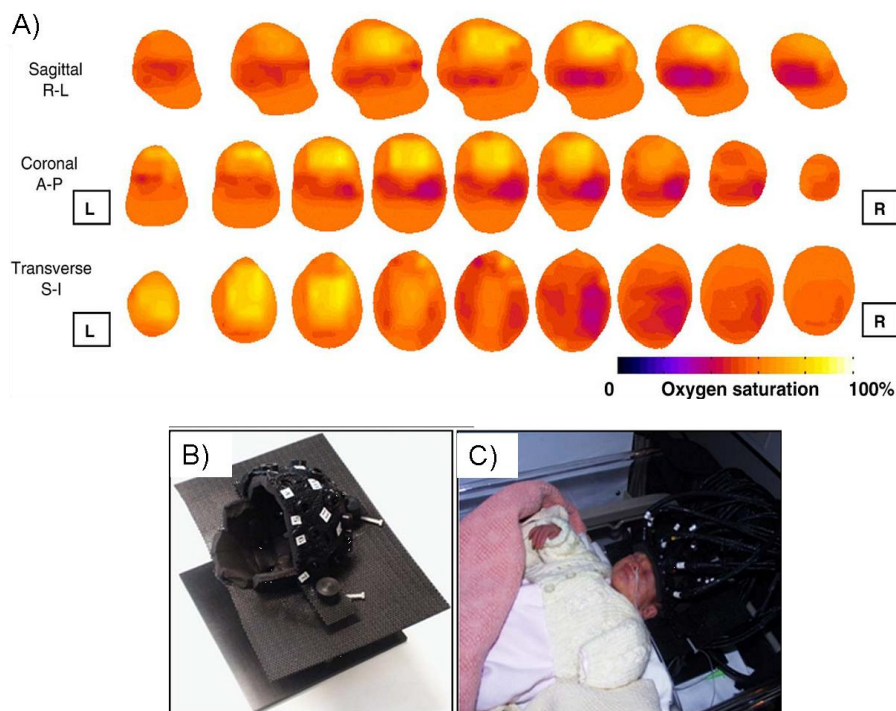 A)
Sagittal
R-L
Coronal
A-P
L
R
Transverse
S-I
L
R
0 Oxygen saturation 100%
B)
C)